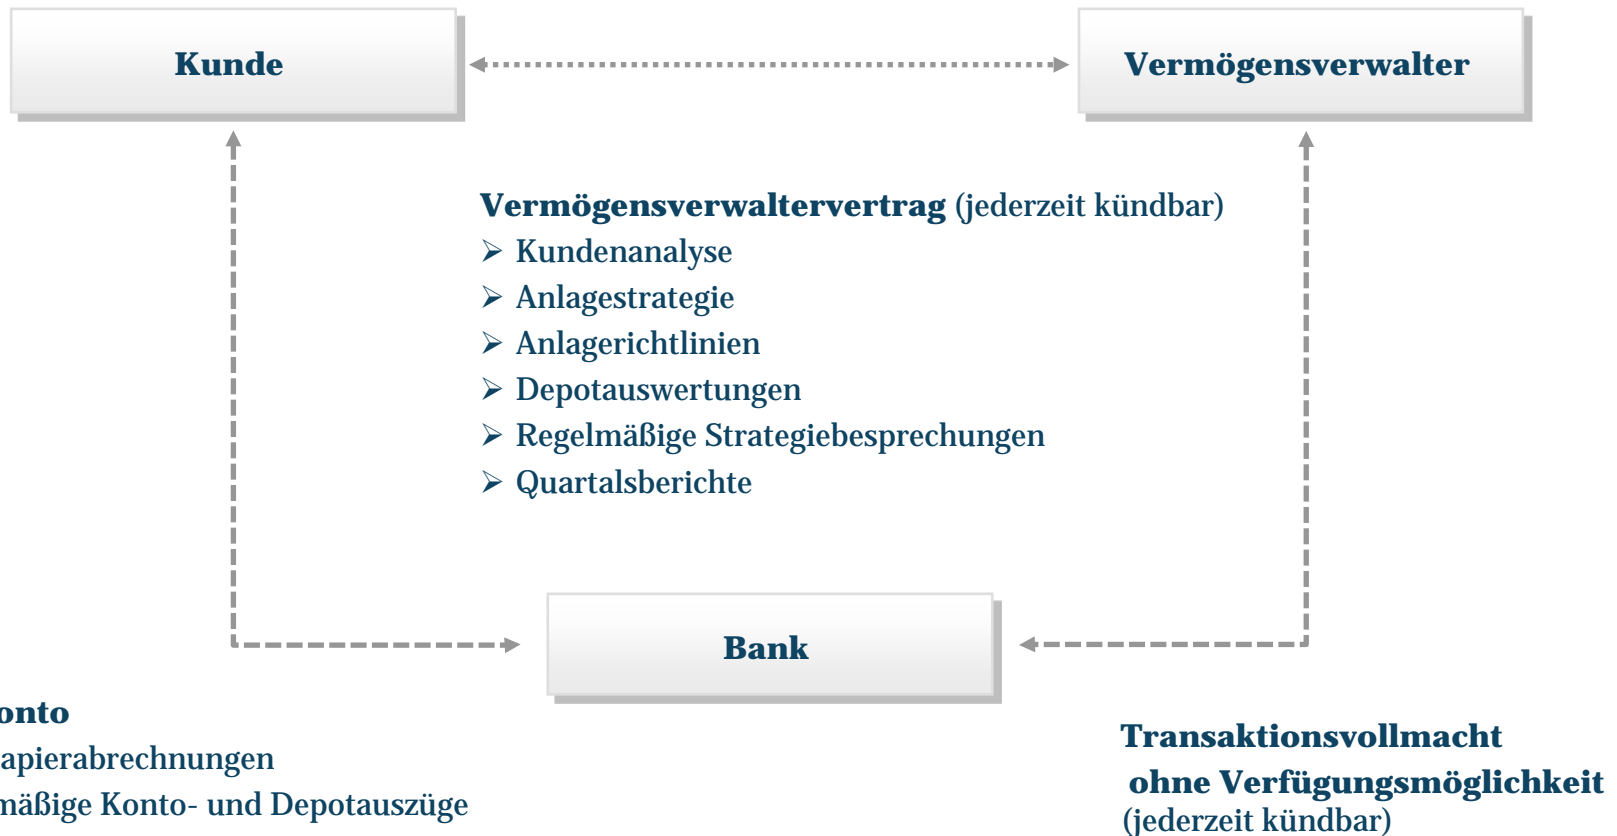 Kunde
Vermögensverwalter
Vermögensverwaltervertrag (jederzeit kündbar)
➢ Kundenanalyse
➢ Anlagestrategie
➢ Anlagerichtlinien
➢ Depotauswertungen
➢ Regelmäßige Strategiebesprechungen
➢ Quartalsberichte
Bank
onto
apierabrechnungen
mäßige Konto- und Depotauszüge
Transaktionsvollmacht
ohne Verfügungsmöglichkeit
(jederzeit kündbar)